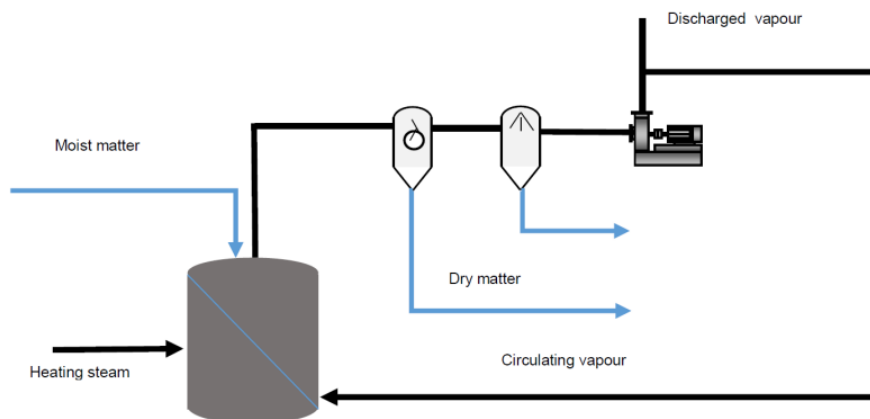 Discharged vapour
Moist matter
Dry matter
Circulating vapour
Heating steam